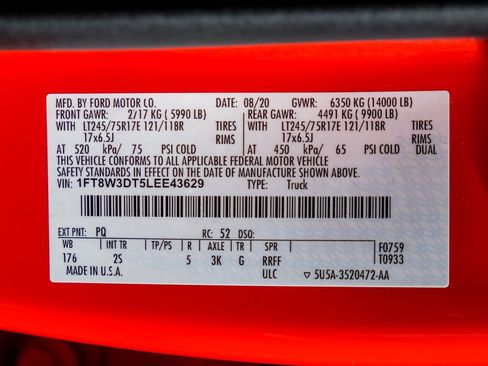 MFD. BY FORD MOTOR CO. DATE: 08/20 GVWR: 6350 KG (14000 LB)
FRONT GAWR: 2717 KG (5990 LB) REAR GAWR: 4491 KG (9900 LB)
WITH LT245/75R17E 121/118R TIRES WITH LT245/75R17E 121/118R TIRES
17x6.5J RIMS 17x6.5J RIMS
AT 520 kPa/ 75 PSI COLD AT 450 kPa/ 65 PSI COLD DUAL
THIS VEHICLE CONFORMS TO ALL APPLICABLE FEDERAL MOTOR VEHICLE
SAFETY STANDARDS IN EFFECT ON THE DATE OF MANUFACTURE SHOWN ABOVE.
VIN: 1FT8W3DT5LEE43629 TYPE: Truck
EXT PNT: PQ RC: 52 DSO:
WB INT TR TP/PS R AXLE TR SPR F0759
176 2S 5 3K G RRFF T0933
MADE IN U.S.A. ULC ▽ 5U5A-3520472-AA